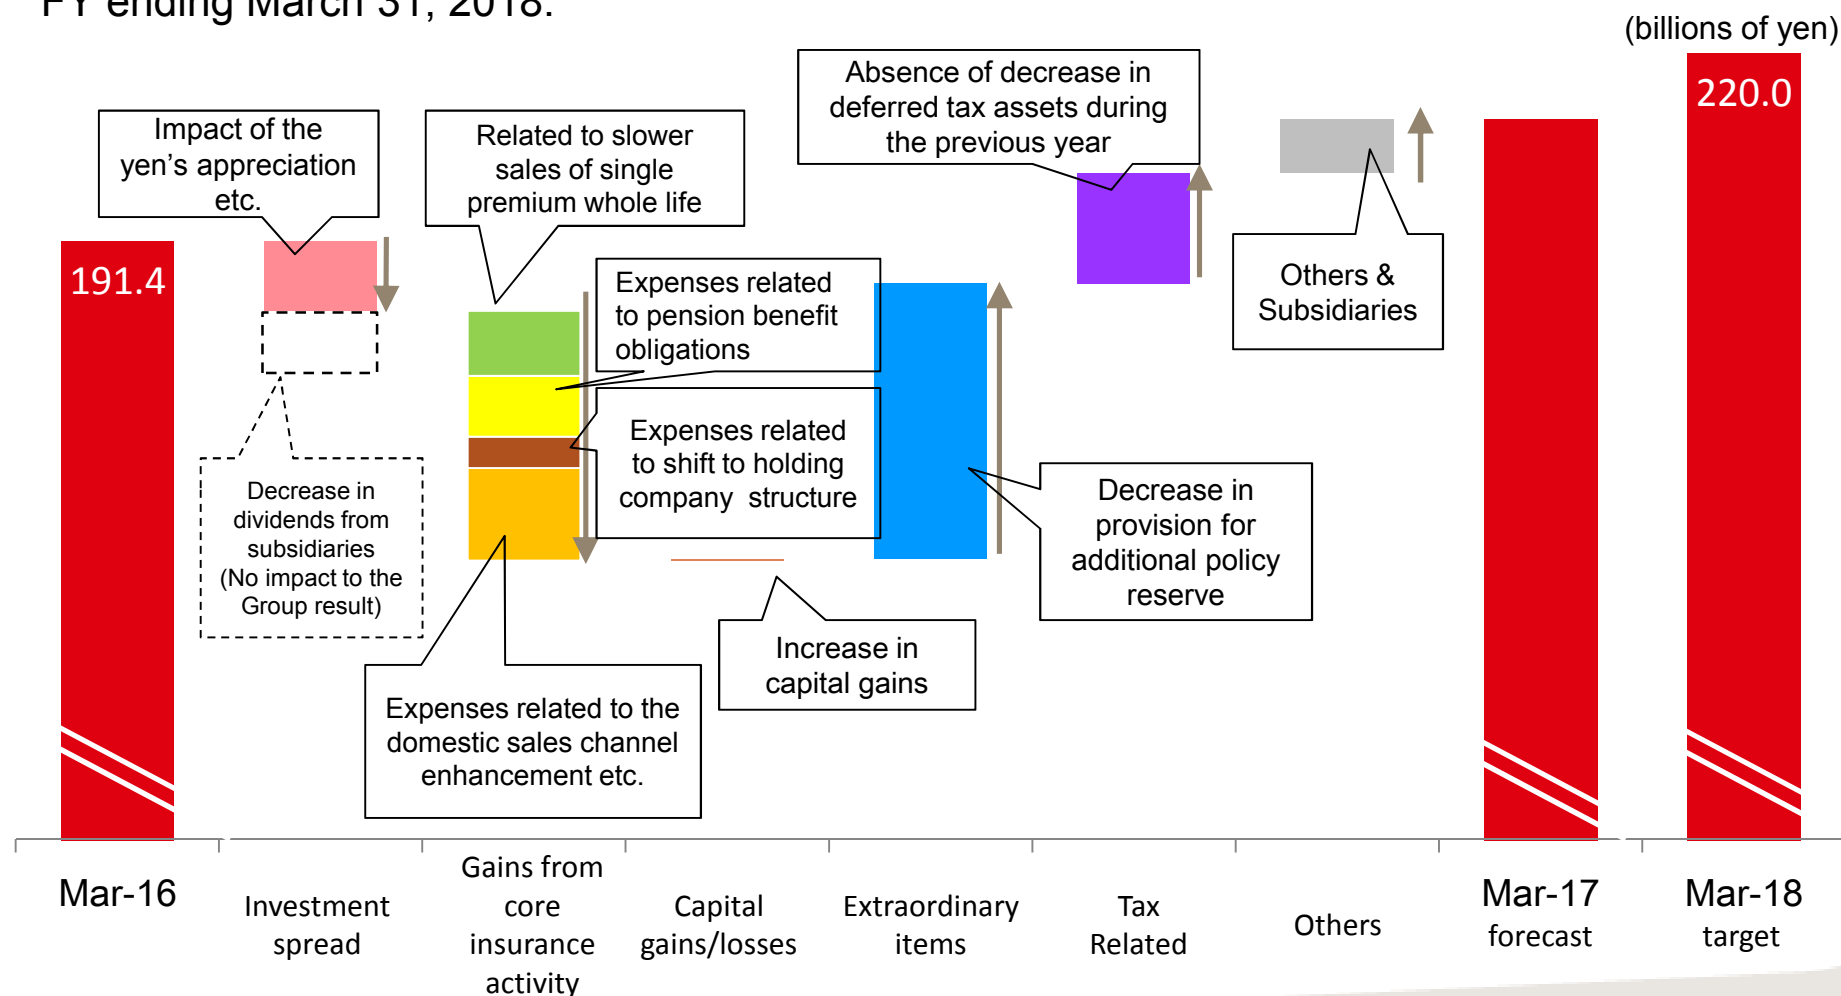 FY ending March 31, 2018.
(billions of yen)
220.0
Absence of decrease in
deferred tax assets during
the previous year
Impact of the
yen's appreciation
etc.
Related to slower
sales of single
premium whole life
191.4
Expenses related
to pension benefit
obligations
Others &
Subsidiaries
Expenses related
to shift to holding
company structure
Decrease in
dividends from
subsidiaries
(No impact to the
Group result)
Decrease in
provision for
additional policy
reserve
Increase in
capital gains
Expenses related to the
domestic sales channel
enhancement etc.
Mar-16
Investment
spread
Gains from
core
insurance
activity
Capital
gains/losses
Extraordinary
items
Tax
Related
Others
Mar-17
forecast
Mar-18
target